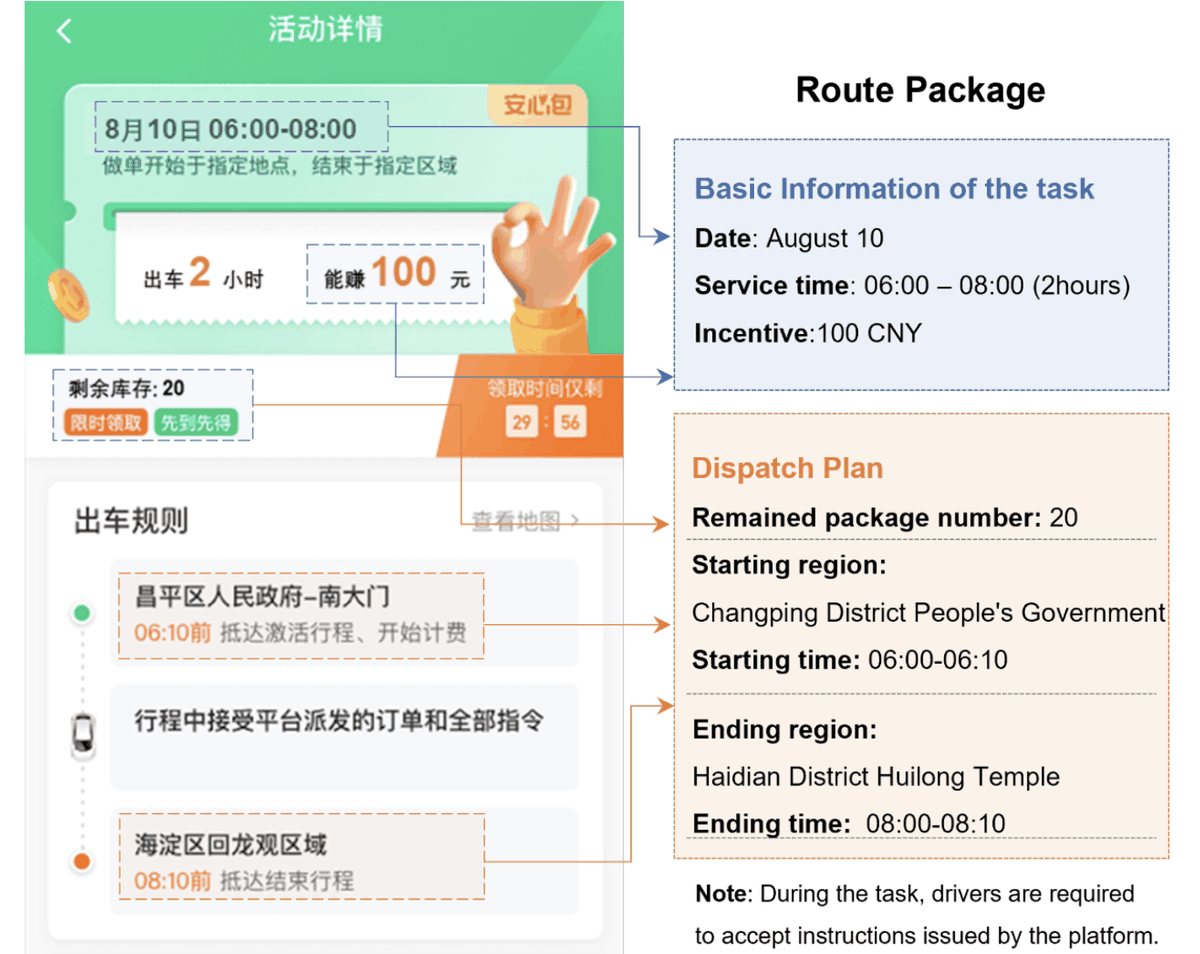 活动详情
安心包
8月10日 06:00-08:00
做单开始于指定地点，结束于指定区域
出车2 小时
能赚100 元
剩余库存: 20
限时领取 先到先得
领取时间仅剩
29 : 56
出车规则
查看地图 >
昌平区人民政府-南大门
06:10前 抵达激活行程、开始计费
行程中接受平台派发的订单和全部指令
海淀区回龙观区域
08:10前 抵达结束行程
Route Package
Basic Information of the task
Date: August 10
Service time: 06:00 – 08:00 (2hours)
Incentive:100 CNY
Dispatch Plan
Remained package number: 20
Starting region:
Changping District People's Government
Starting time: 06:00-06:10
Ending region:
Haidian District Huilong Temple
Ending time: 08:00-08:10
Note: During the task, drivers are required
to accept instructions issued by the platform.